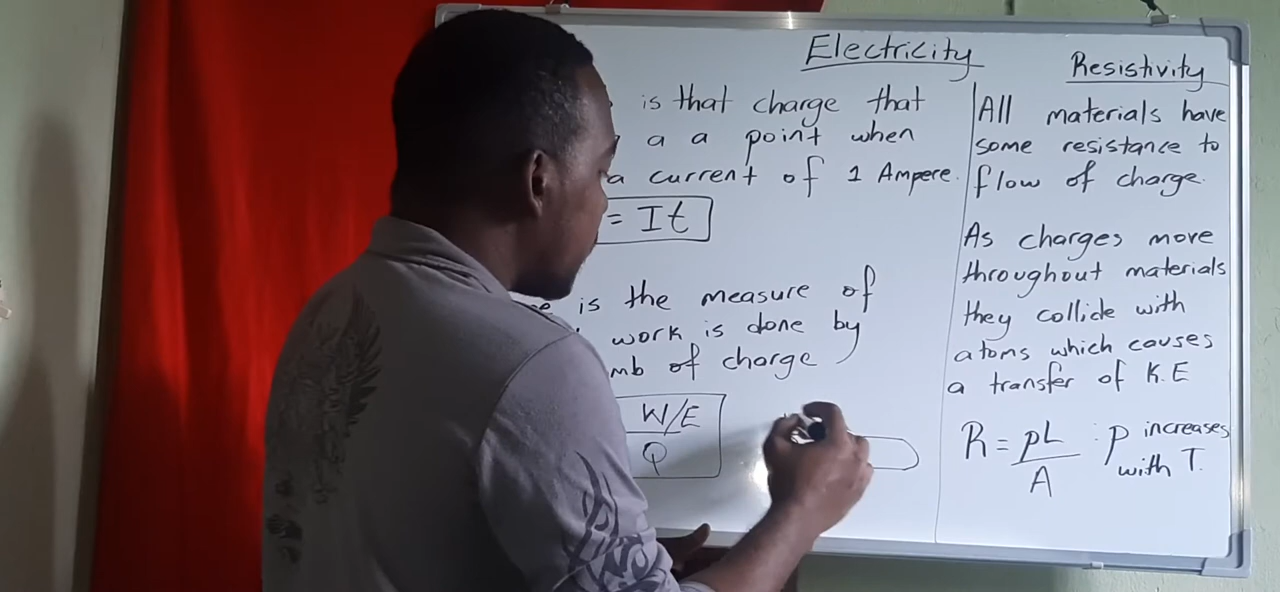 Electricity
is that charge that
a a point when
a current of 1 Ampere.
= It
is the measure of
work is done by
mb of charge
W/E
Q
Resistivity
All materials have
some resistance to
flow of charge.
As charges move
throughout materials
they collide with
atoms which causes
a transfer of K.E
R = ρL : ρ increases
A with T.